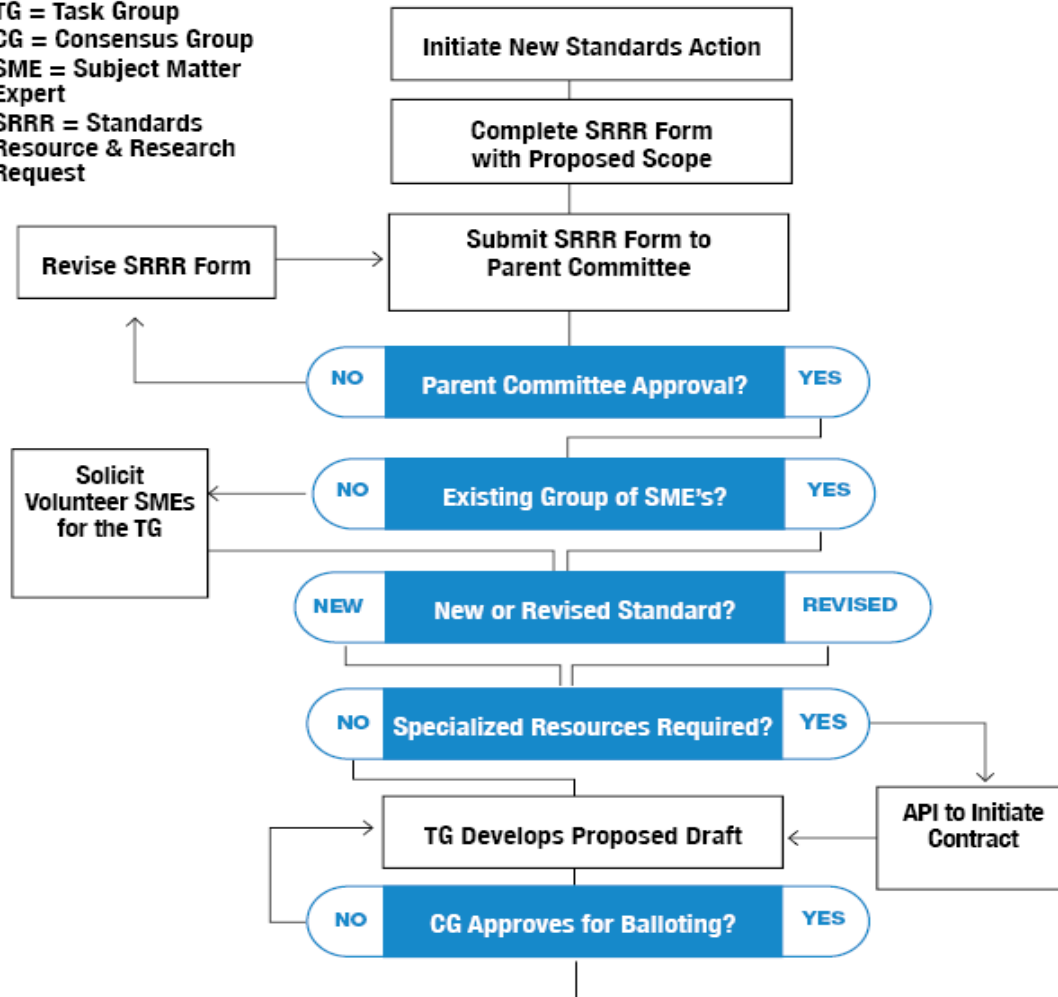 TG = Task Group
CG = Consensus Group
SME = Subject Matter
Expert
SRRR = Standards
Resource & Research
Request
Initiate New Standards Action
Complete SRRR Form
with Proposed Scope
Submit SRRR Form to
Parent Committee
Revise SRRR Form
NO
Parent Committee Approval?
YES
Solicit
Volunteer SMEs
for the TG
NO
Existing Group of SME's?
YES
NEW
New or Revised Standard?
REVISED
NO
Specialized Resources Required?
YES
API to Initiate
Contract
TG Develops Proposed Draft
NO
CG Approves for Balloting?
YES